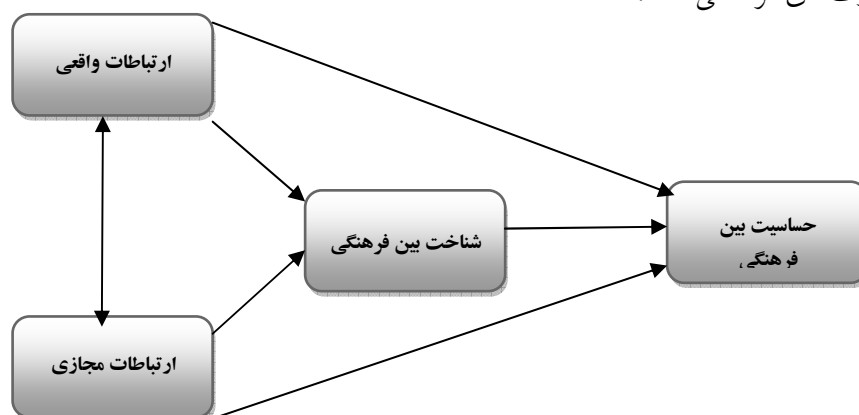 ارتباطات واقعی
شناخت بین فرهنگی
حساسیت بین
فرهنگی
ارتباطات مجازی